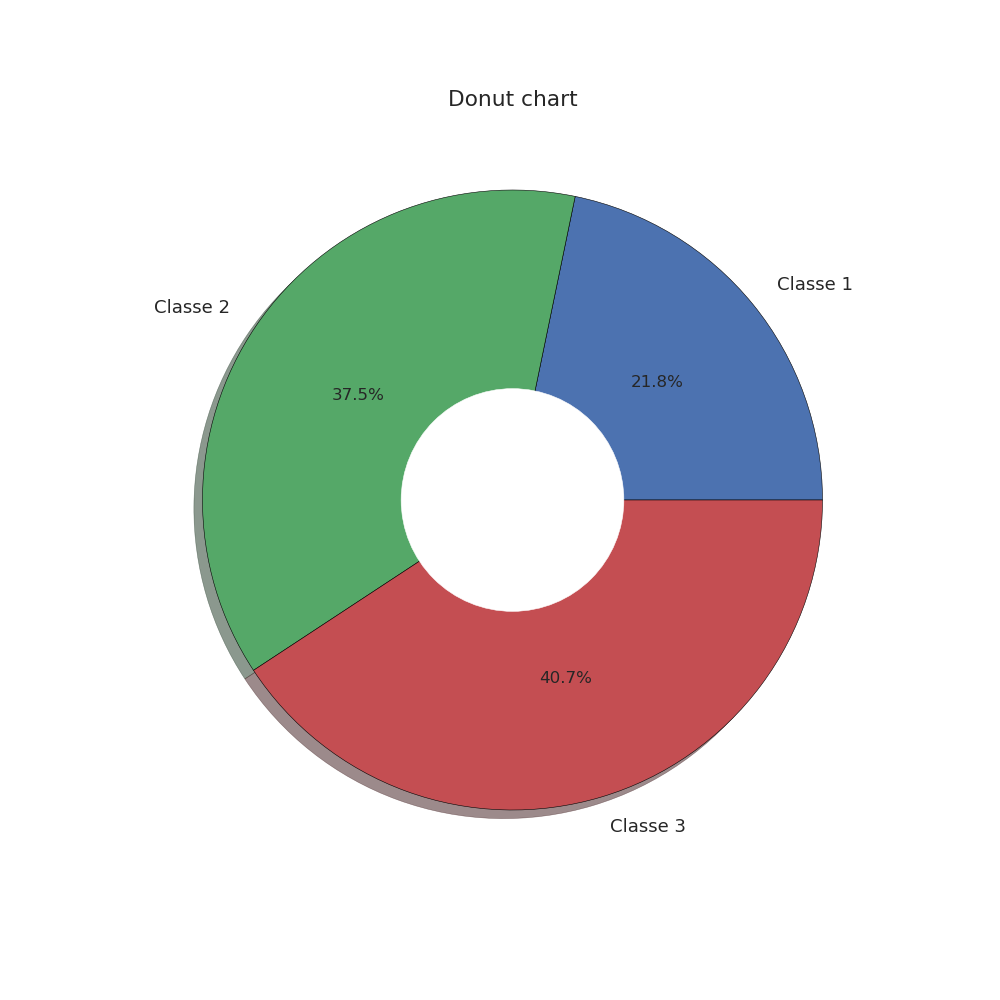 Donut chart
Classe 1
Classe 2
21.8%
37.5%
40.7%
Classe 3